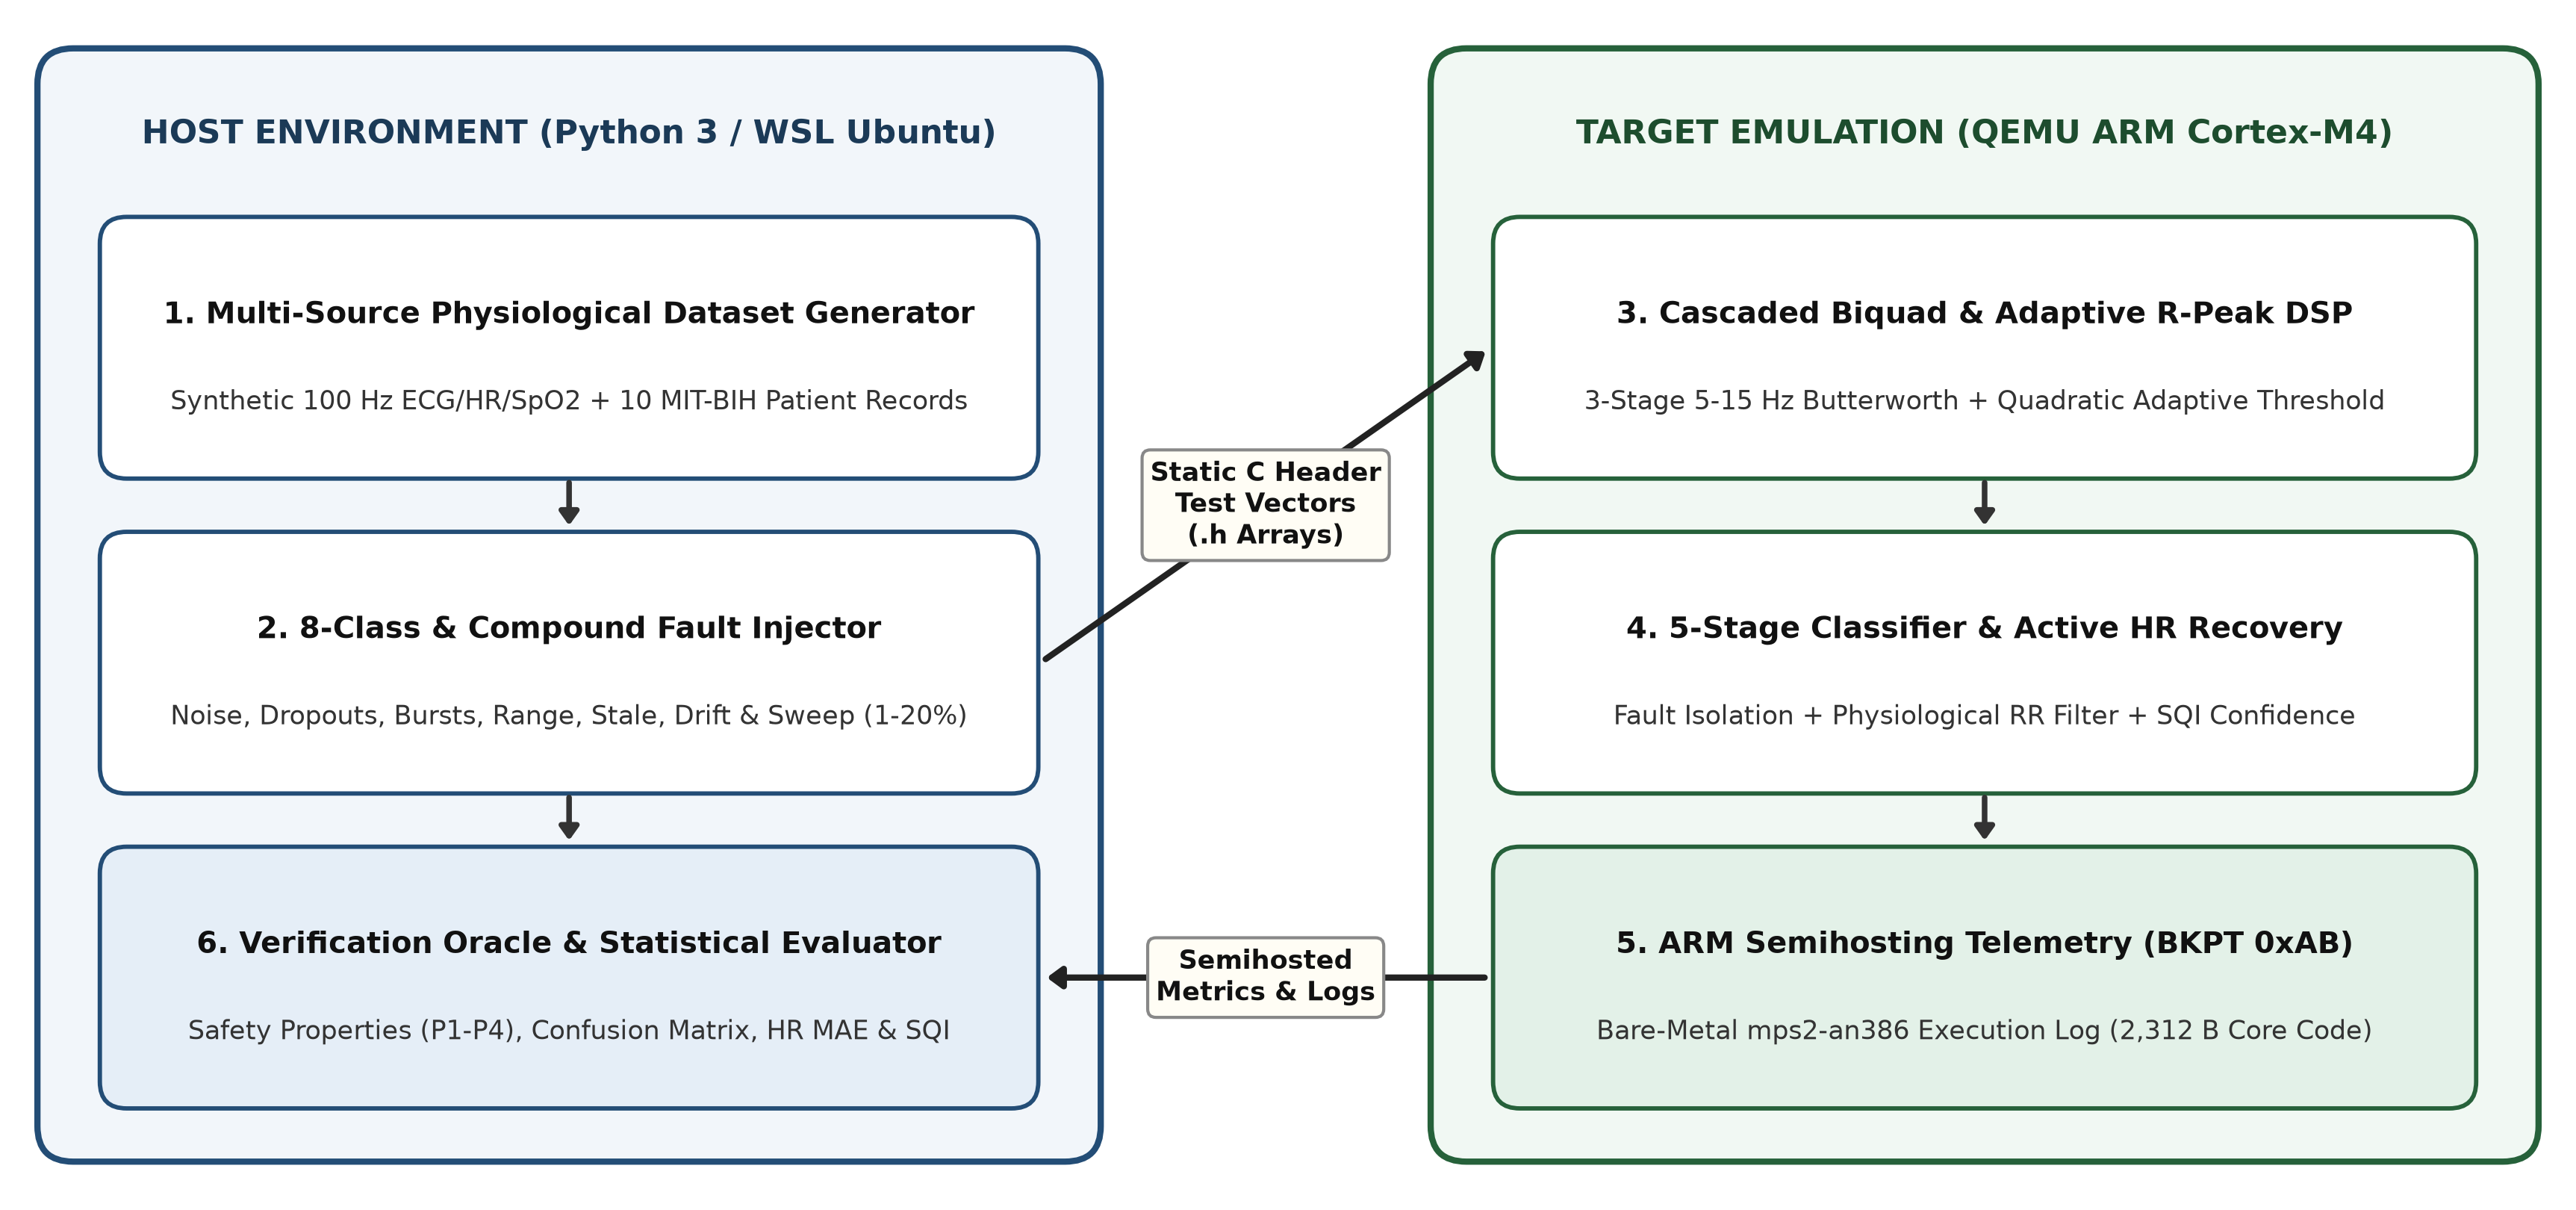 HOST ENVIRONMENT (Python 3 / WSL Ubuntu)
1. Multi-Source Physiological Dataset Generator
Synthetic 100 Hz ECG/HR/SpO2 + 10 MIT-BIH Patient Records
2. 8-Class & Compound Fault Injector
Noise, Dropouts, Bursts, Range, Stale, Drift & Sweep (1-20%)
Static C Header
Test Vectors
(.h Arrays)
TARGET EMULATION (QEMU ARM Cortex-M4)
3. Cascaded Biquad & Adaptive R-Peak DSP
3-Stage 5-15 Hz Butterworth + Quadratic Adaptive Threshold
4. 5-Stage Classifier & Active HR Recovery
Fault Isolation + Physiological RR Filter + SQI Confidence
5. ARM Semihosting Telemetry (BKPT 0xAB)
Bare-Metal mps2-an386 Execution Log (2,312 B Core Code)
Semihosted
Metrics & Logs
6. Verification Oracle & Statistical Evaluator
Safety Properties (P1-P4), Confusion Matrix, HR MAE & SQI